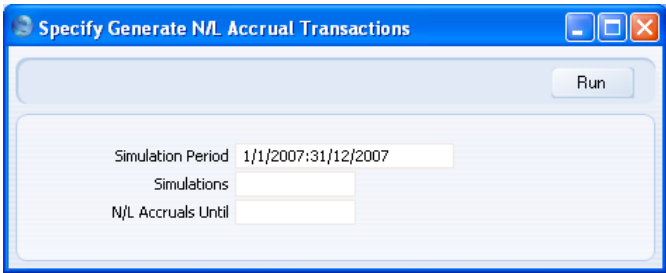 Specify Generate N/L Accrual Transactions
Run
Simulation Period 1/1/2007:31/12/2007
Simulations
N/L Accruals Until